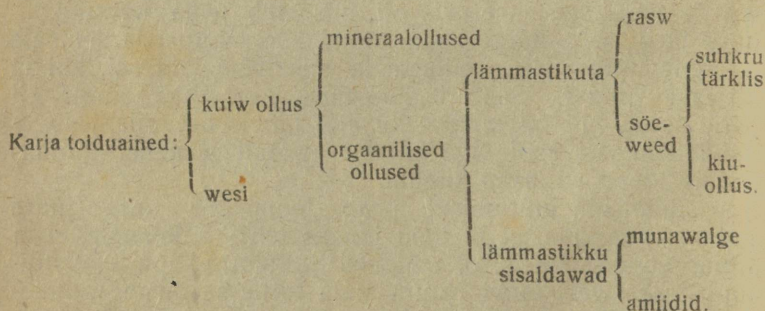 Karja toiduained:
kuiw ollus
wesi
mineraalollused
orgaanilised
ollused
lämmastikuta
lämmastikku
sisaldawad
rasw
söe-
weed
suhkru
tärklis
kiu-
ollus.
munawalge
amiidid.